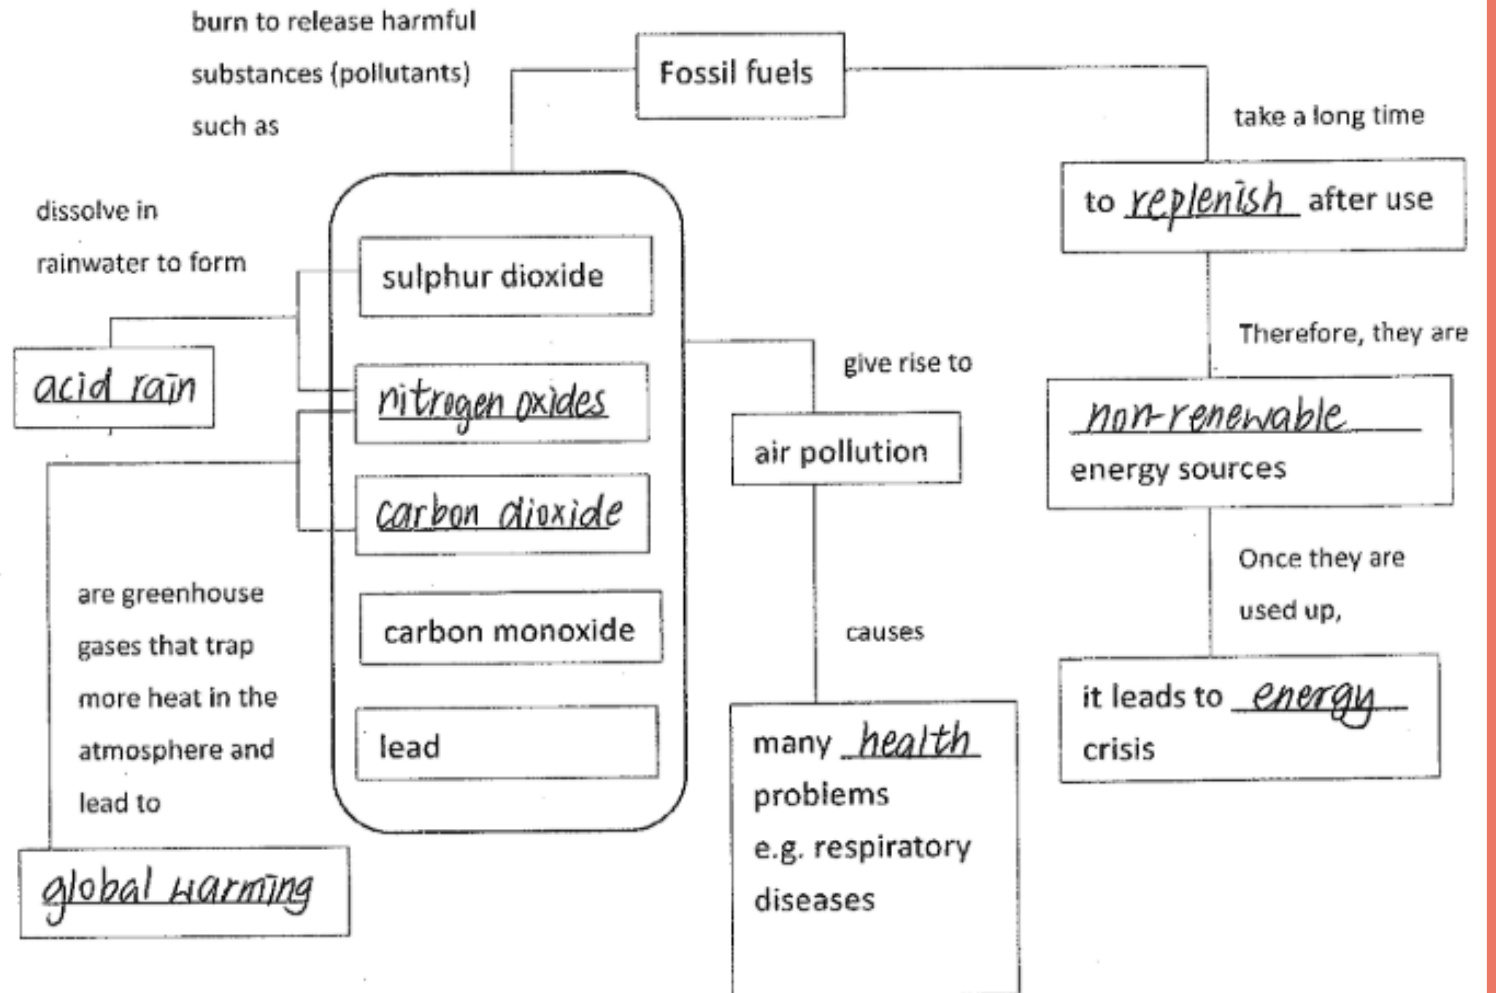 burn to release harmful
substances (pollutants)
such as
Fossil fuels
take a long time
to replenish after use
dissolve in
rainwater to form
sulphur dioxide
acid rain
nitrogen oxides
carbon dioxide
carbon monoxide
lead
give rise to
air pollution
causes
many health
problems
e.g. respiratory
diseases
Therefore, they are
non-renewable
energy sources
Once they are
used up,
it leads to energy
crisis
are greenhouse
gases that trap
more heat in the
atmosphere and
lead to
global warming